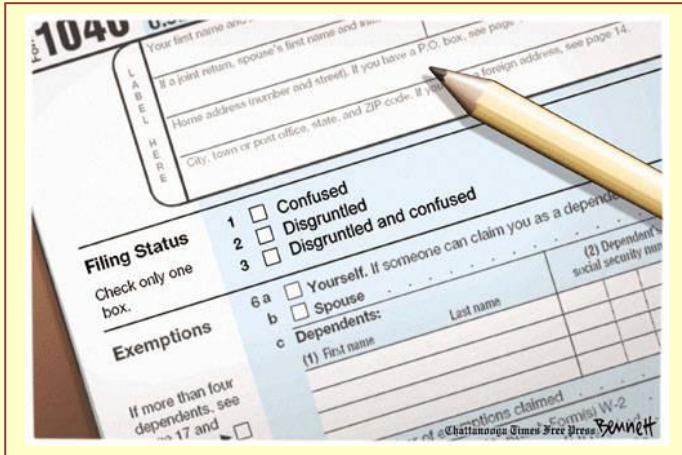 For 1040 U.S.
LABEL HERE
Your first name and
If a joint return, spouse's first name and initi
Home address (number and street). If you have a P.O. box, see page
City, town or post office, state, and ZIP code. If you a foreign address, see page 14.
Filing Status
Check only one
box.
1 Confused
2 Disgruntled
3 Disgruntled and confused
Exemptions
6a Yourself. If someone can claim you as a depende
b Spouse
c Dependents:
(1) First name Last name
(2) Dependent's
social security num
If more than four
dependents, see
17 and
of exemptions claimed
Form(s) W-2
Chattanooga Times Free Press Bennett